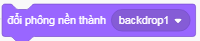 đổi phông nền thành backdrop1